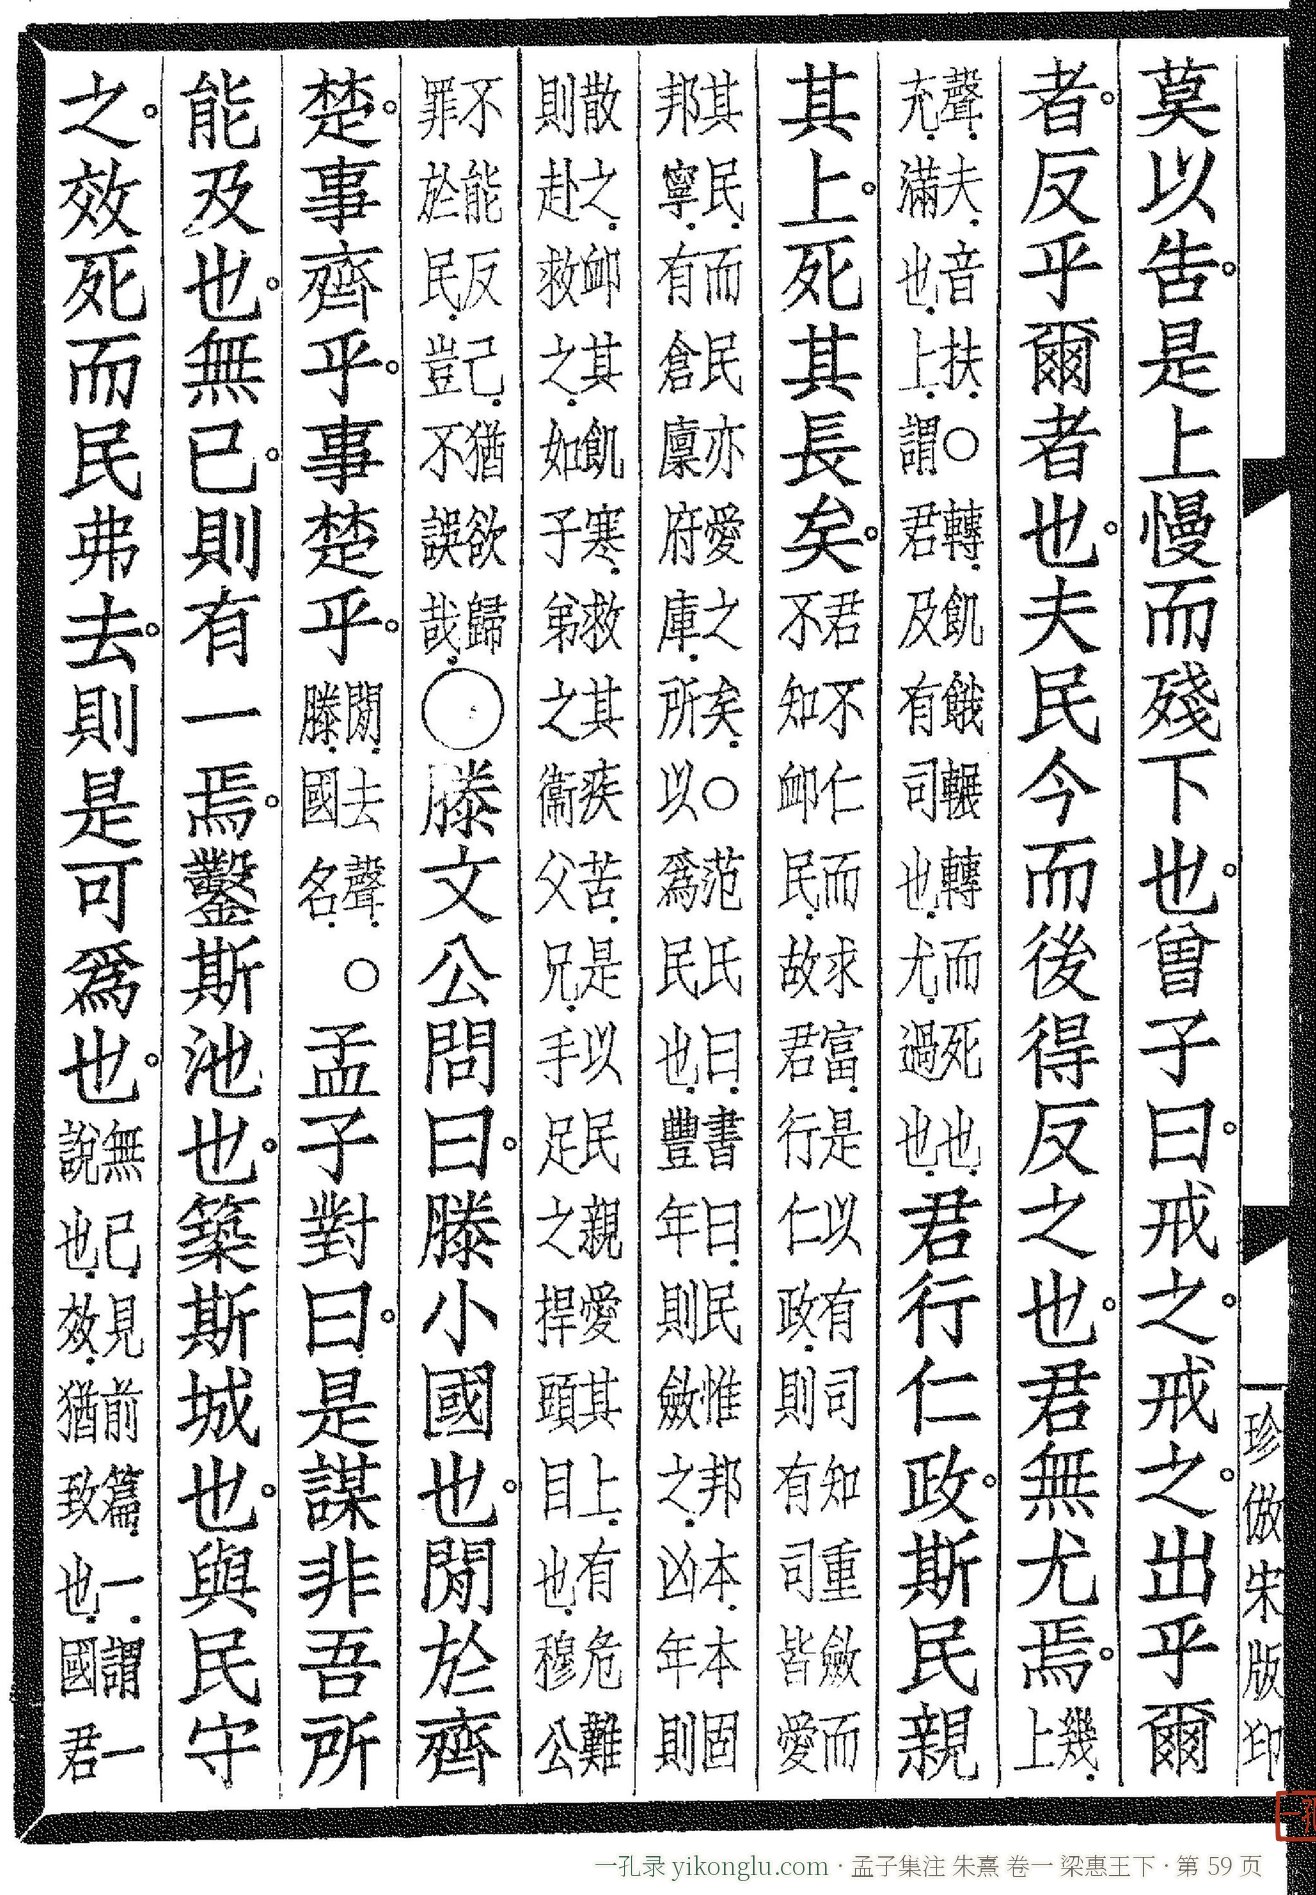 珍倣宋版印
莫以告。是上慢而殘下也。曾子曰。戒之。戒之。出乎爾
者。反乎爾者也。夫民今而後得反之也。君無尤焉。幾.上
聲.夫.音扶.○轉.飢餓輾轉而死也.充滿也.上.謂君及有司也.尤.過也.君行仁政。斯民親
其上。死其長矣。君不仁而求富.是以有司知重斂而不知卹民.故君行仁政.則有司皆愛
其民.而民亦愛之矣.○范氏曰.書曰.民惟邦本.本固邦寧.有倉廩府庫.所以爲民也.豐年則斂之.凶年則
散之.卹其飢寒.救其疾苦.是以民親愛其上.有危難則赴救之.如子弟之衞父兄.手足之捍頭目也.穆公
不能反己.猶欲歸罪於民.豈不誤哉.○滕文公問曰。滕小國也。閒於齊
楚。事齊乎。事楚乎。閒.去聲.○滕.國名.孟子對曰。是謀非吾所
能及也。無已。則有一焉。鑿斯池也。築斯城也。與民守
之。效死而民弗去。則是可爲也。無已見前篇.一.謂一說也.效.猶致也.國君
一孔录 yikonglu.com · 孟子集注 朱熹 卷一 梁惠王下 · 第 59 页